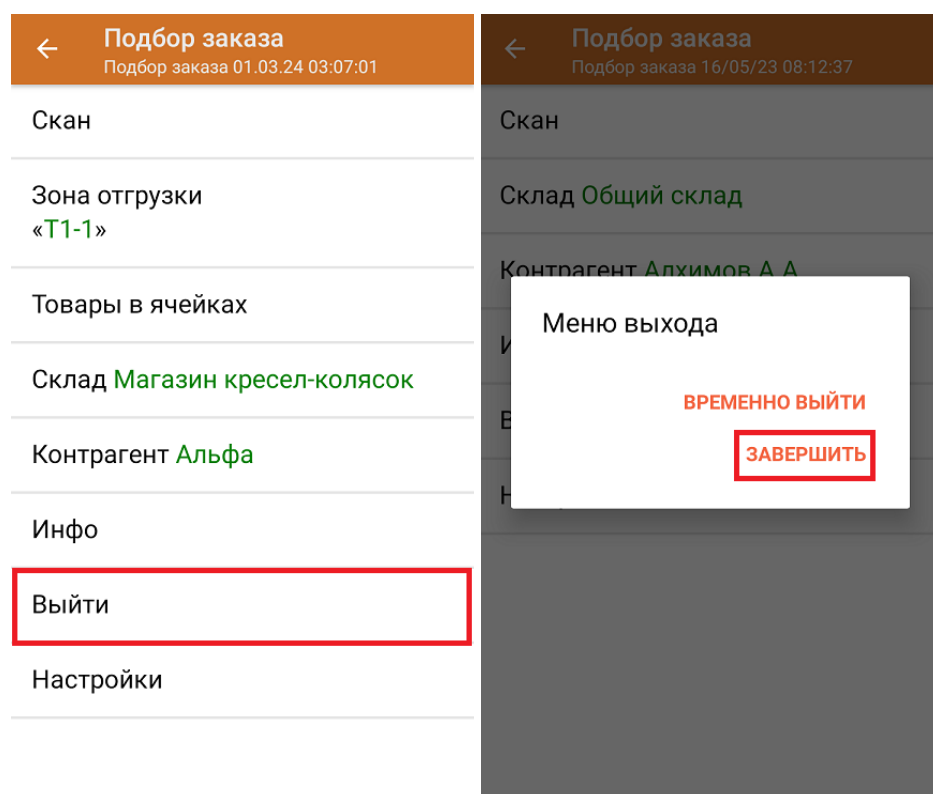 Подбор заказа
Подбор заказа 01.03.24 03:07:01
Скан
Зона отгрузки
«Т1-1»
Товары в ячейках
Склад Магазин кресел-колясок
Контрагент Альфа
Инфо
Выйти
Настройки
Подбор заказа
Подбор заказа 16/05/23 08:12:37
Скан
Склад Общий склад
Контрагент Алхимов А.А.
Меню выхода
ВРЕМЕННО ВЫЙТИ
ЗАВЕРШИТЬ